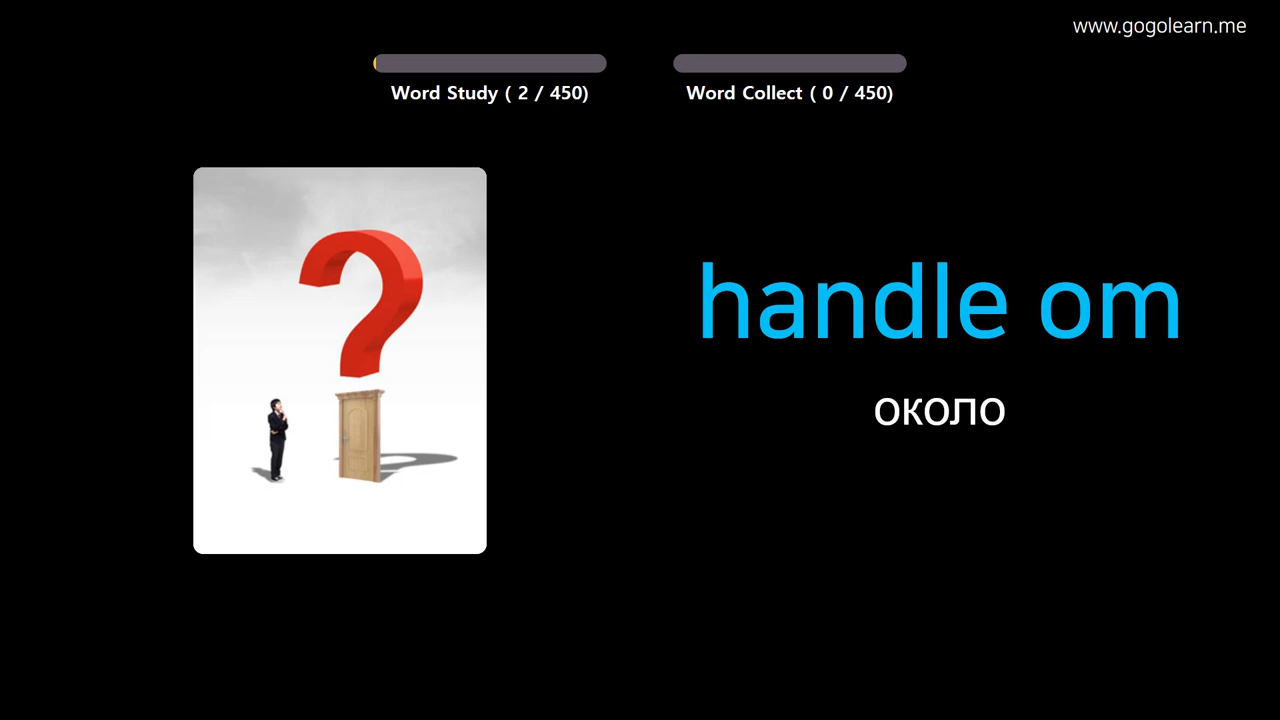 www.gogolearn.me
Word Study ( 2 / 450)
Word Collect ( 0 / 450)
handle om
около